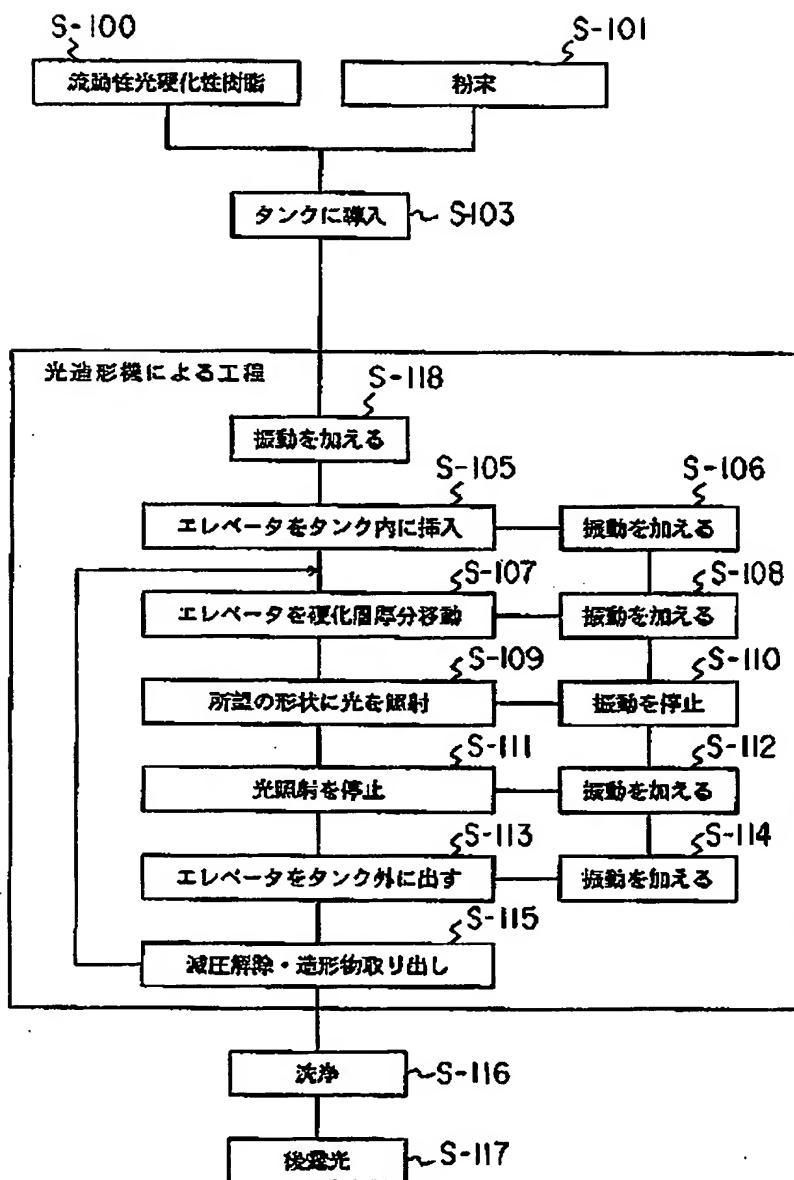 S-100
S-101
流動性光硬化性樹脂
粉末
タンクに導入
S-103
光造形機による工程
S-118
振動を加える
S-105
S-106
エレベータをタンク内に挿入
振動を加える
S-107
S-108
エレベータを硬化層厚分移動
振動を加える
S-109
S-110
所望の形状に光を照射
振動を停止
S-111
S-112
光照射を停止
振動を加える
S-113
S-114
エレベータをタンク外に出す
振動を加える
S-115
減圧解除・造形物取り出し
洗浄
S-116
後露光
S-117